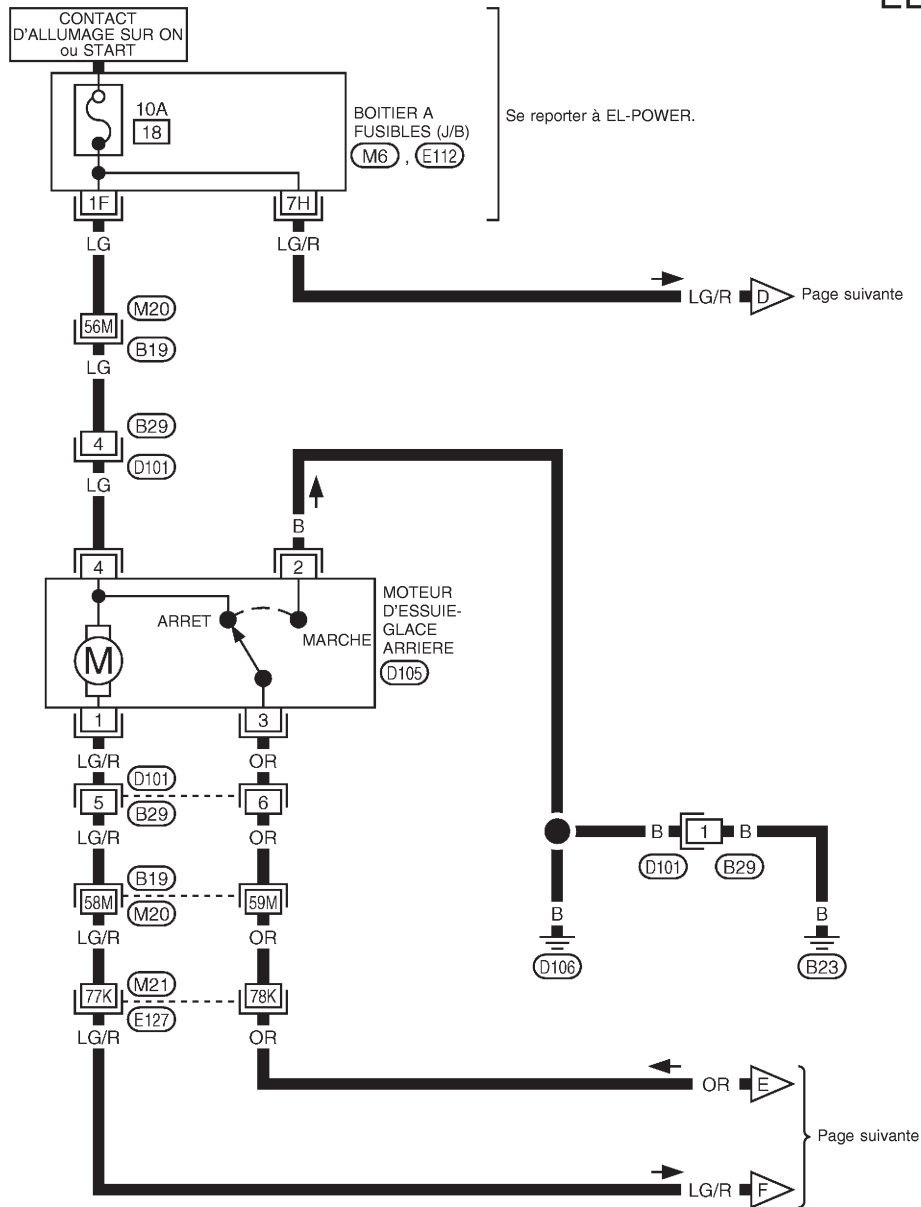 EL
CONTACT
D'ALLUMAGE SUR ON
ou START
10A
18
BOITIER A
FUSIBLES (J/B)
M6 , E112
Se reporter à EL-POWER.
1F
7H
LG
LG/R
LG/R
D
Page suivante
56M
M20
B19
LG
4
B29
D101
LG
B
4
2
ARRET
MARCHE
M
MOTEUR
D'ESSUIE-
GLACE
ARRIERE
D105
1
3
LG/R
OR
5
D101
B29
6
LG/R
OR
B
1
B
D101
B29
58M
B19
M20
59M
LG/R
OR
B
B
D106
B23
77K
M21
E127
78K
LG/R
OR
OR
E
Page suivante
LG/R
F